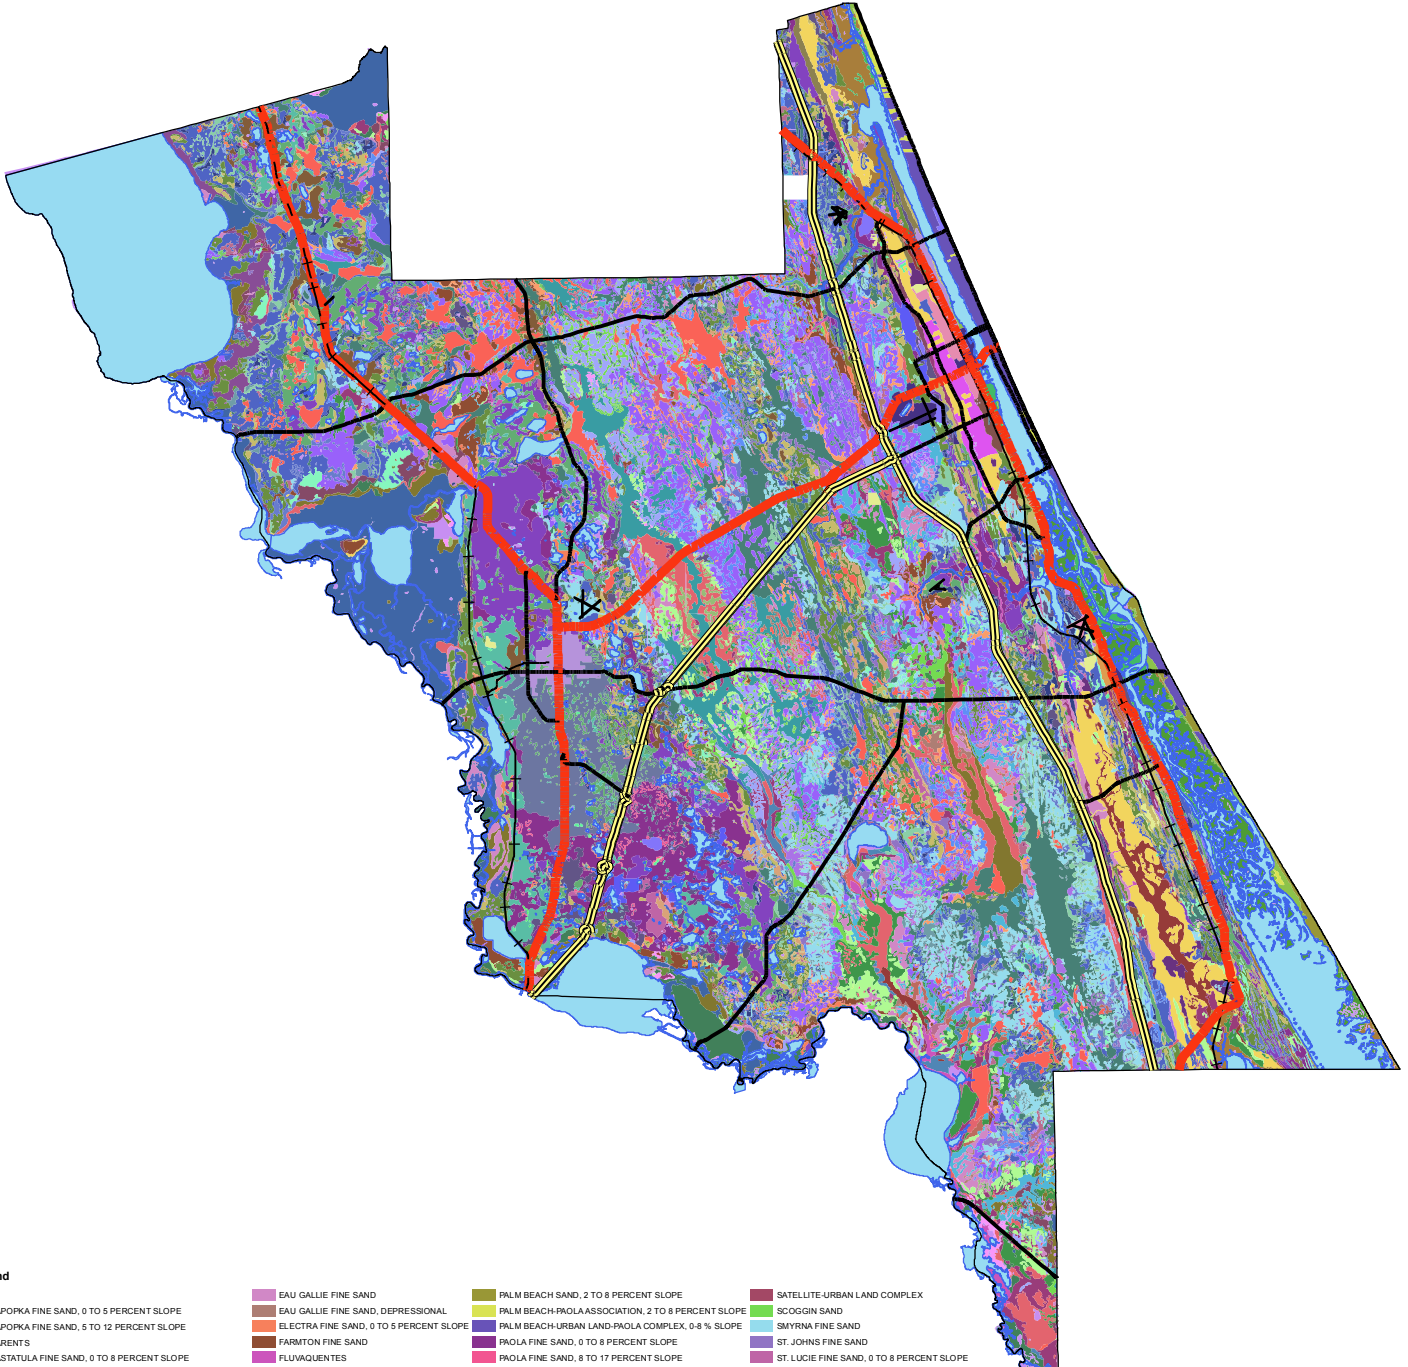 nd
POPKA FINE SAND, 0 TO 5 PERCENT SLOPE
POPKA FINE SAND, 5 TO 12 PERCENT SLOPE
RENTS
STATULA FINE SAND, 0 TO 8 PERCENT SLOPE
EAU GALLIE FINE SAND
EAU GALLIE FINE SAND, DEPRESSIONAL
ELECTRA FINE SAND, 0 TO 5 PERCENT SLOPE
FARMTON FINE SAND
FLUVAQUENTES
PALM BEACH SAND, 2 TO 8 PERCENT SLOPE
PALM BEACH-PAOLA ASSOCIATION, 2 TO 8 PERCENT SLOPE
PALM BEACH-URBAN LAND-PAOLA COMPLEX, 0-8 % SLOPE
PAOLA FINE SAND, 0 TO 8 PERCENT SLOPE
PAOLA FINE SAND, 8 TO 17 PERCENT SLOPE
SATELLITE-URBAN LAND COMPLEX
SCOGGIN SAND
SMYRNA FINE SAND
ST. JOHNS FINE SAND
ST. LUCIE FINE SAND, 0 TO 8 PERCENT SLOPE